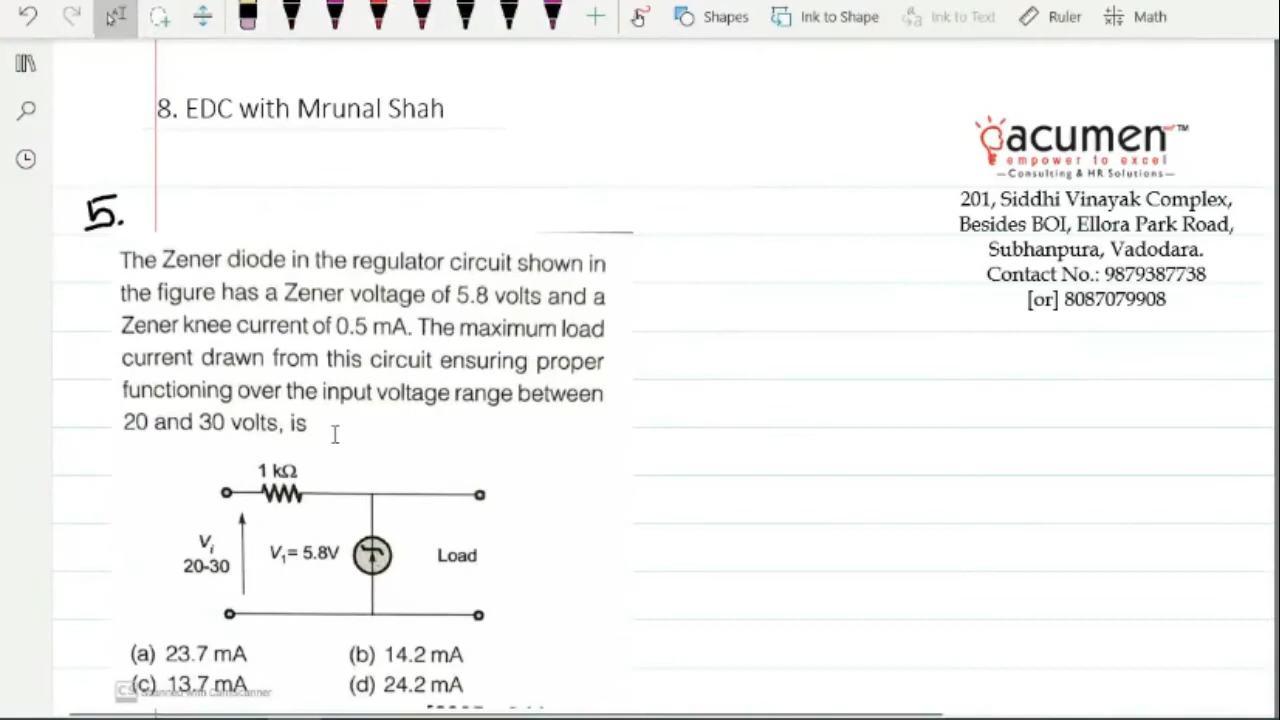 Shapes
Ink to Shape
Ink to Text
Ruler
Math
8. EDC with Mrunal Shah
acumen™
empower to excel
—Consulting & HR Solutions—
201, Siddhi Vinayak Complex,
Besides BOI, Ellora Park Road,
Subhanpura, Vadodara.
Contact No.: 9879387738
[or] 8087079908
5.
The Zener diode in the regulator circuit shown in
the figure has a Zener voltage of 5.8 volts and a
Zener knee current of 0.5 mA. The maximum load
current drawn from this circuit ensuring proper
functioning over the input voltage range between
20 and 30 volts, is
1 kΩ
Vi
20-30
V1 = 5.8V
Load
(a) 23.7 mA
(b) 14.2 mA
(c) 13.7 mA
(d) 24.2 mA
CS Scanned with CamScanner